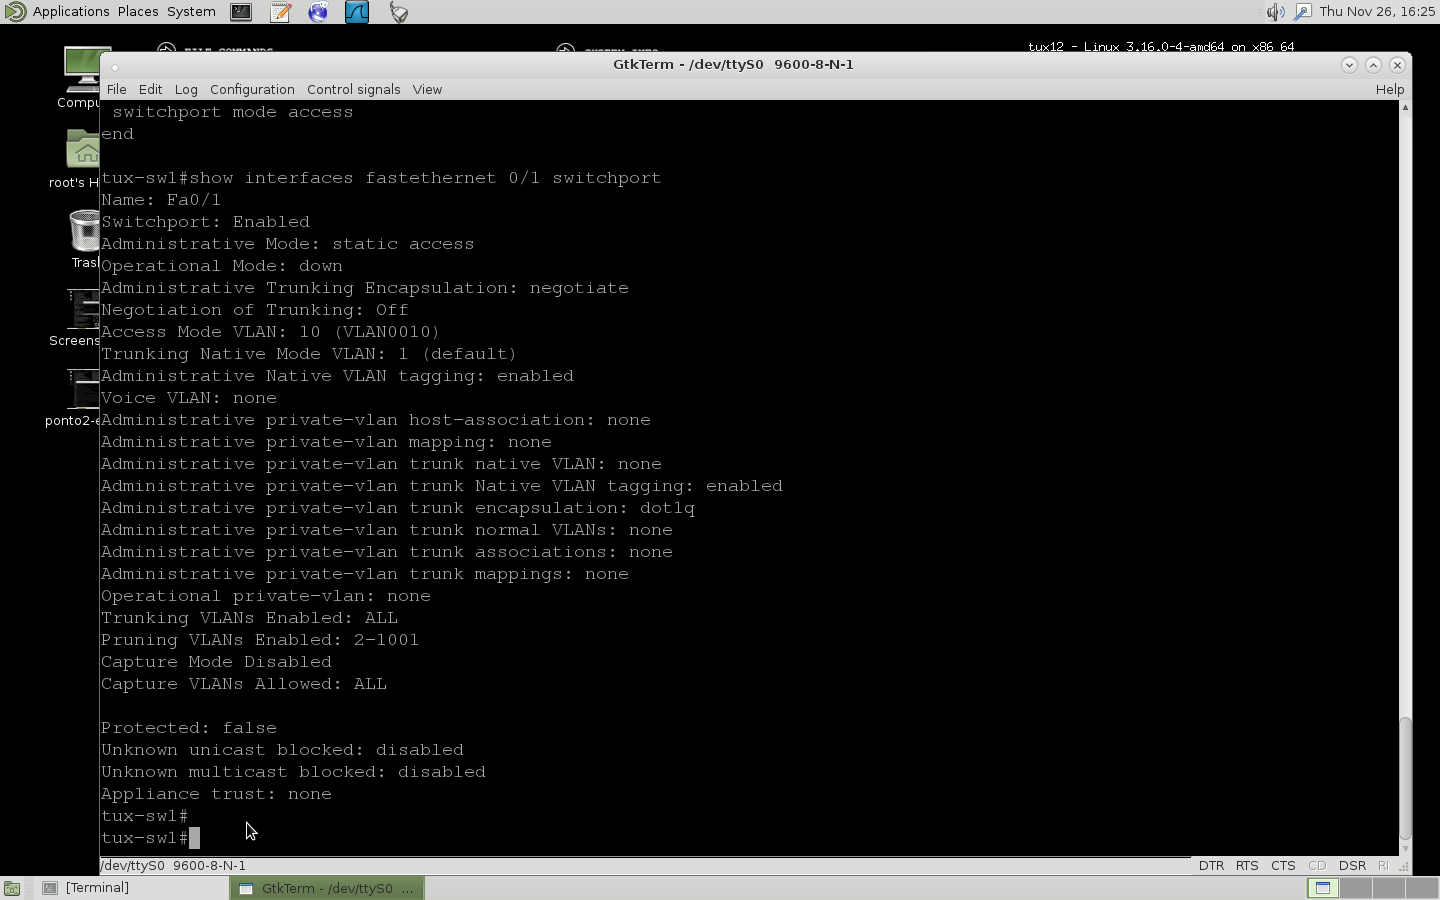 Applications Places System
Thu Nov 26, 16:25
FILE COMMANDS
SYSTEM INFO
tux12 - Linux 3.16.0-4-amd64 on x86_64
GtkTerm - /dev/ttyS0 9600-8-N-1
File Edit Log Configuration Control signals View Help
Compu
root's H
Trash
Screens
ponto2-e
switchport mode access
end
tux-sw1#show interfaces fastethernet 0/1 switchport
Name: Fa0/1
Switchport: Enabled
Administrative Mode: static access
Operational Mode: down
Administrative Trunking Encapsulation: negotiate
Negotiation of Trunking: Off
Access Mode VLAN: 10 (VLAN0010)
Trunking Native Mode VLAN: 1 (default)
Administrative Native VLAN tagging: enabled
Voice VLAN: none
Administrative private-vlan host-association: none
Administrative private-vlan mapping: none
Administrative private-vlan trunk native VLAN: none
Administrative private-vlan trunk Native VLAN tagging: enabled
Administrative private-vlan trunk encapsulation: dot1q
Administrative private-vlan trunk normal VLANs: none
Administrative private-vlan trunk associations: none
Administrative private-vlan trunk mappings: none
Operational private-vlan: none
Trunking VLANs Enabled: ALL
Pruning VLANs Enabled: 2-1001
Capture Mode Disabled
Capture VLANs Allowed: ALL
Protected: false
Unknown unicast blocked: disabled
Unknown multicast blocked: disabled
Appliance trust: none
tux-sw1#
tux-sw1#
/dev/ttyS0 9600-8-N-1
DTR RTS CTS CD DSR RI
[Terminal]
GtkTerm - /dev/ttyS0 ...